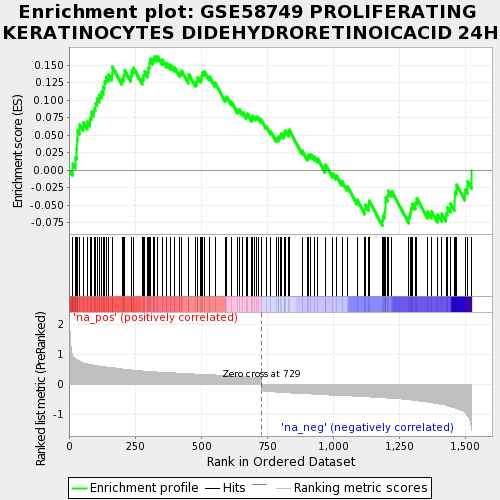 Enrichment plot: GSE58749 PROLIFERATING
KERATINOCYTES DIDEHYDRORETINOICACID 24H
Enrichment score (ES)
0.150
0.125
0.100
0.075
0.050
0.025
0.000
-0.025
-0.050
-0.075
Ranked list metric (PreRanked)
2
1
0
-1
'na_pos' (positively correlated)
Zero cross at 729
'na_neg' (negatively correlated)
0
250
500
750
1,000
1,250
1,500
Rank in Ordered Dataset
Enrichment profile
Hits
Ranking metric scores